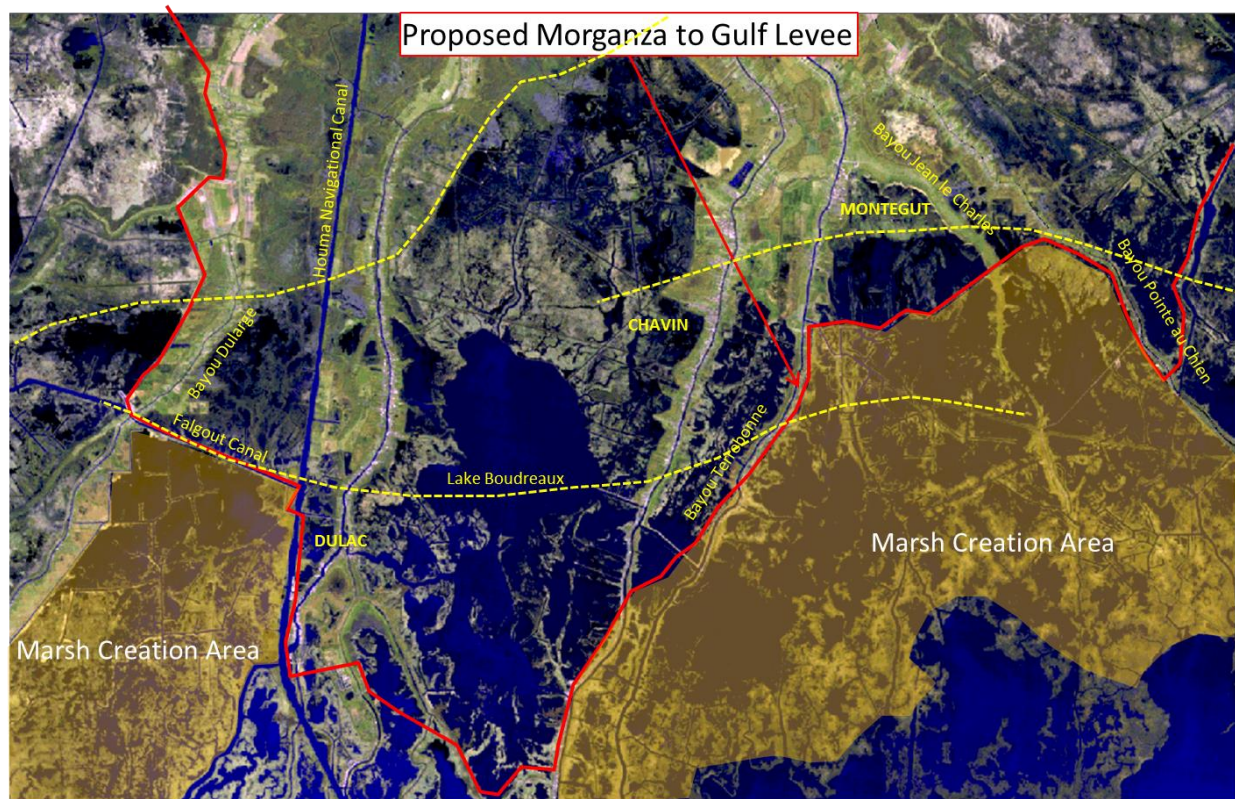 Proposed Morganza to Gulf Levee
Houma Navigational Canal
Bayou Jean le Charles
MONTEGUT
Bayou Pointe au Chien
CHAVIN
Bayou Dularge
Falgout Canal
Bayou Terrobonne
Lake Boudreaux
DULAC
Marsh Creation Area
Marsh Creation Area